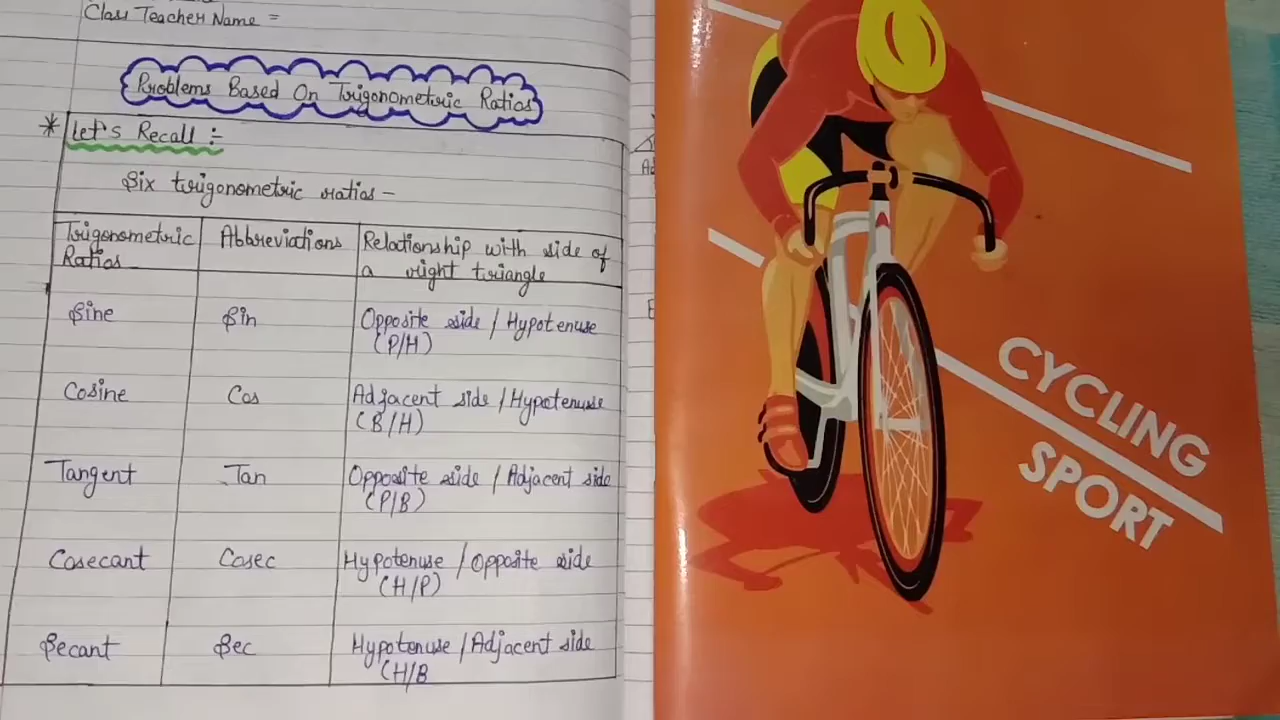 Class Teacher Name =
Problems Based On Trigonometric Ratios
* Let's Recall :-
Six trigonometric ratios -
Trigonometric Ratios
Abbreviations
Relationship with side of
a right triangle
Sine
Sin
Opposite side / Hypotenuse
(P/H)
Cosine
Cos
Adjacent side / Hypotenuse
(B/H)
Tangent
Tan
Opposite side / Adjacent side
(P/B)
Cosecant
Cosec
Hypotenuse / Opposite side
(H/P)
Secant
Sec
Hypotenuse / Adjacent side
(H/B
CYCLING
SPORT